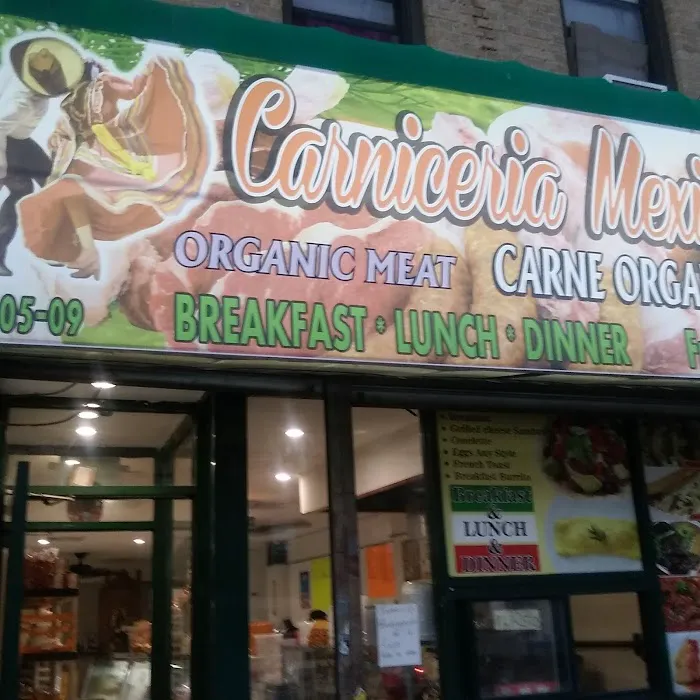 Carniceria Mexi
ORGANIC MEAT CARNE ORGA
05-09 BREAKFAST * LUNCH * DINNER F
• Grilled cheese
• Omelette
• Eggs Any Style
• French Toast
• Breakfast Burrito
Breakfast
&
LUNCH
&
DINNER